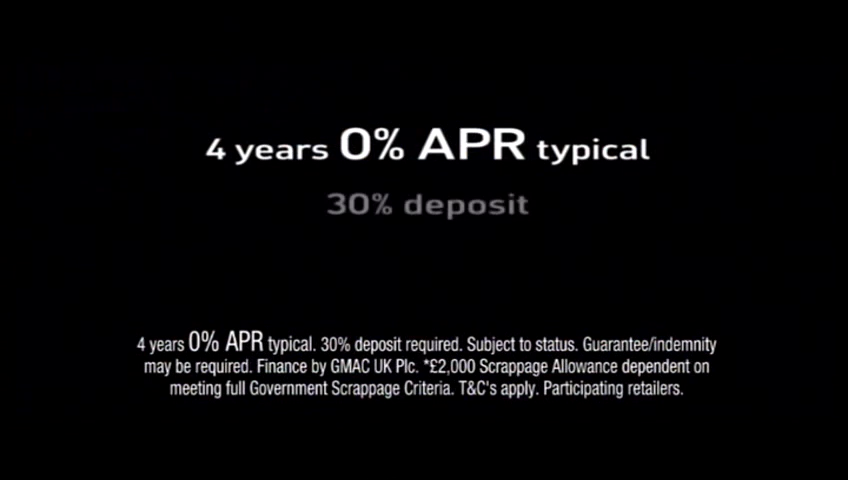 4 years 0% APR typical
30% deposit
4 years 0% APR typical. 30% deposit required. Subject to status. Guarantee/indemnity
may be required. Finance by GMAC UK Plc. *£2,000 Scrappage Allowance dependent on
meeting full Government Scrappage Criteria. T&C's apply. Participating retailers.